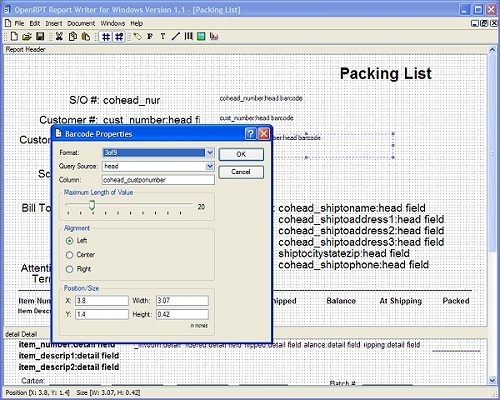 OpenRPT Report Writer for Windows Version 1.1 - [Packing List]
File Edit Insert Document Windows Help
Report Header
Packing List
S/O #: cohead_nur
cohead_number:head barcode
Customer #: cust_number:head fi
cust_number:head barcode
Custom
head barcode
Barcode Properties
Format: 3of9
OK
Query Source: head
Cancel
Column: cohead_custponumber
Maximum Length of Value
20
Alignment
Left
Center
Right
Position/Size
X: 3.8 Width: 3.07
Y: 1.4 Height: 0.42
in inches
Bill To
cohead_shiptoname:head field
cohead_shiptoaddress1:head field
cohead_shiptoaddress2:head field
cohead_shiptoaddress3:head field
shiptocitystatezip:head field
cohead_shiptophone:head field
Attenti
Term
Item Num
hipped Balance At Shipping Packed
Item Descrip
detail Detail
item_number:detail field
item_descrip1:detail field
item_descrip2:detail field
Carton:
Batch #:
Position [X: 3.8, Y: 1.4] Size [W: 3.07, H: 0.42]